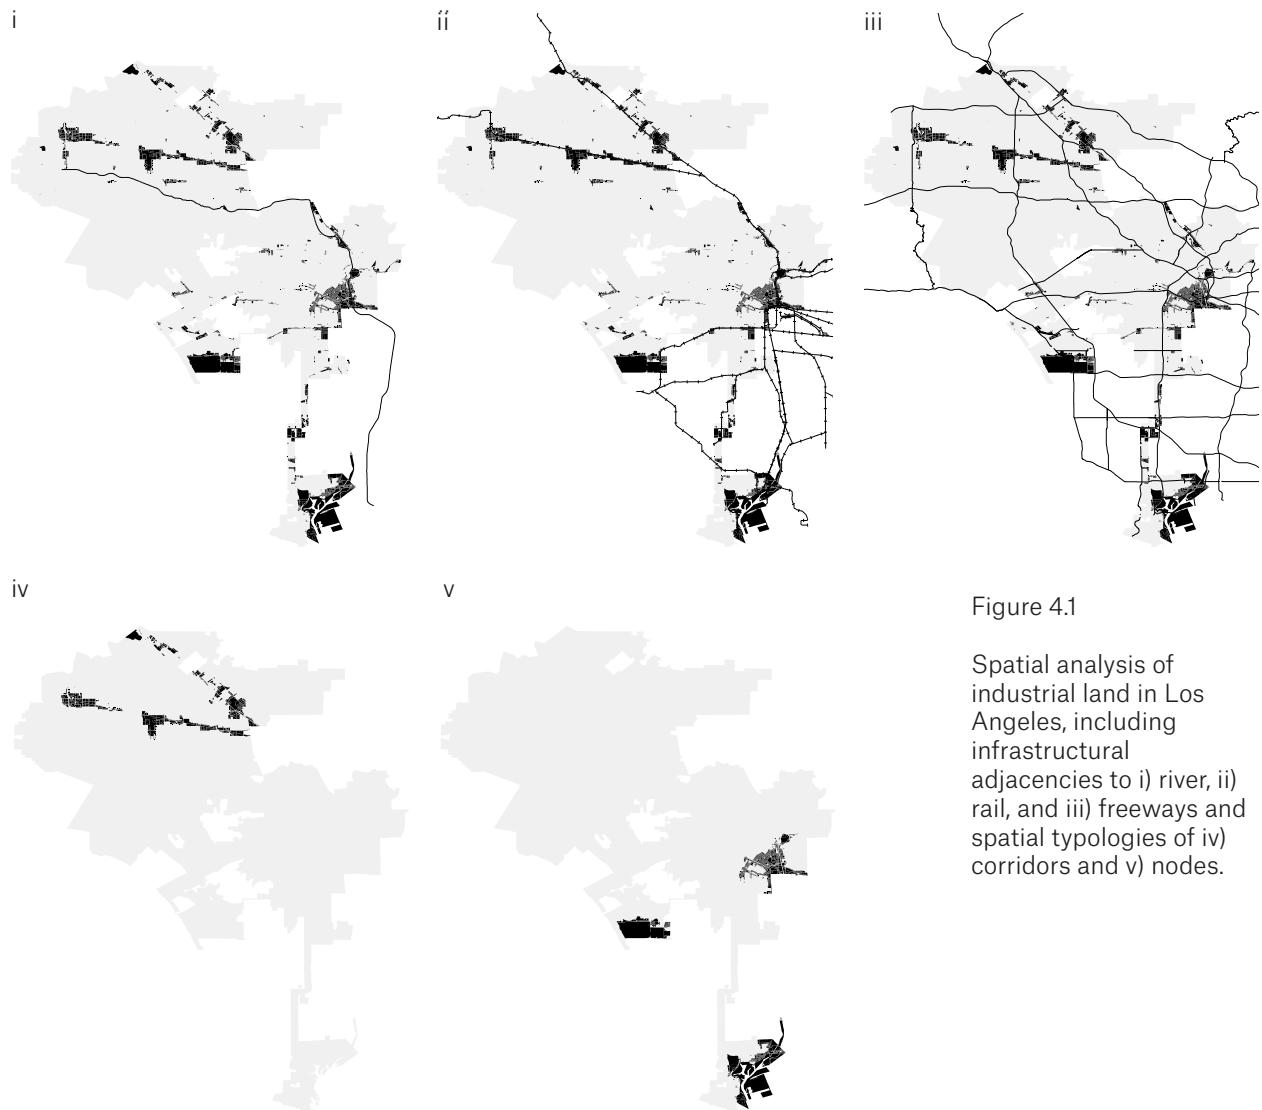 i
ii
iii
iv
v
Figure 4.1
Spatial analysis of
industrial land in Los
Angeles, including
infrastructural
adjacencies to i) river, ii)
rail, and iii) freeways and
spatial typologies of iv)
corridors and v) nodes.